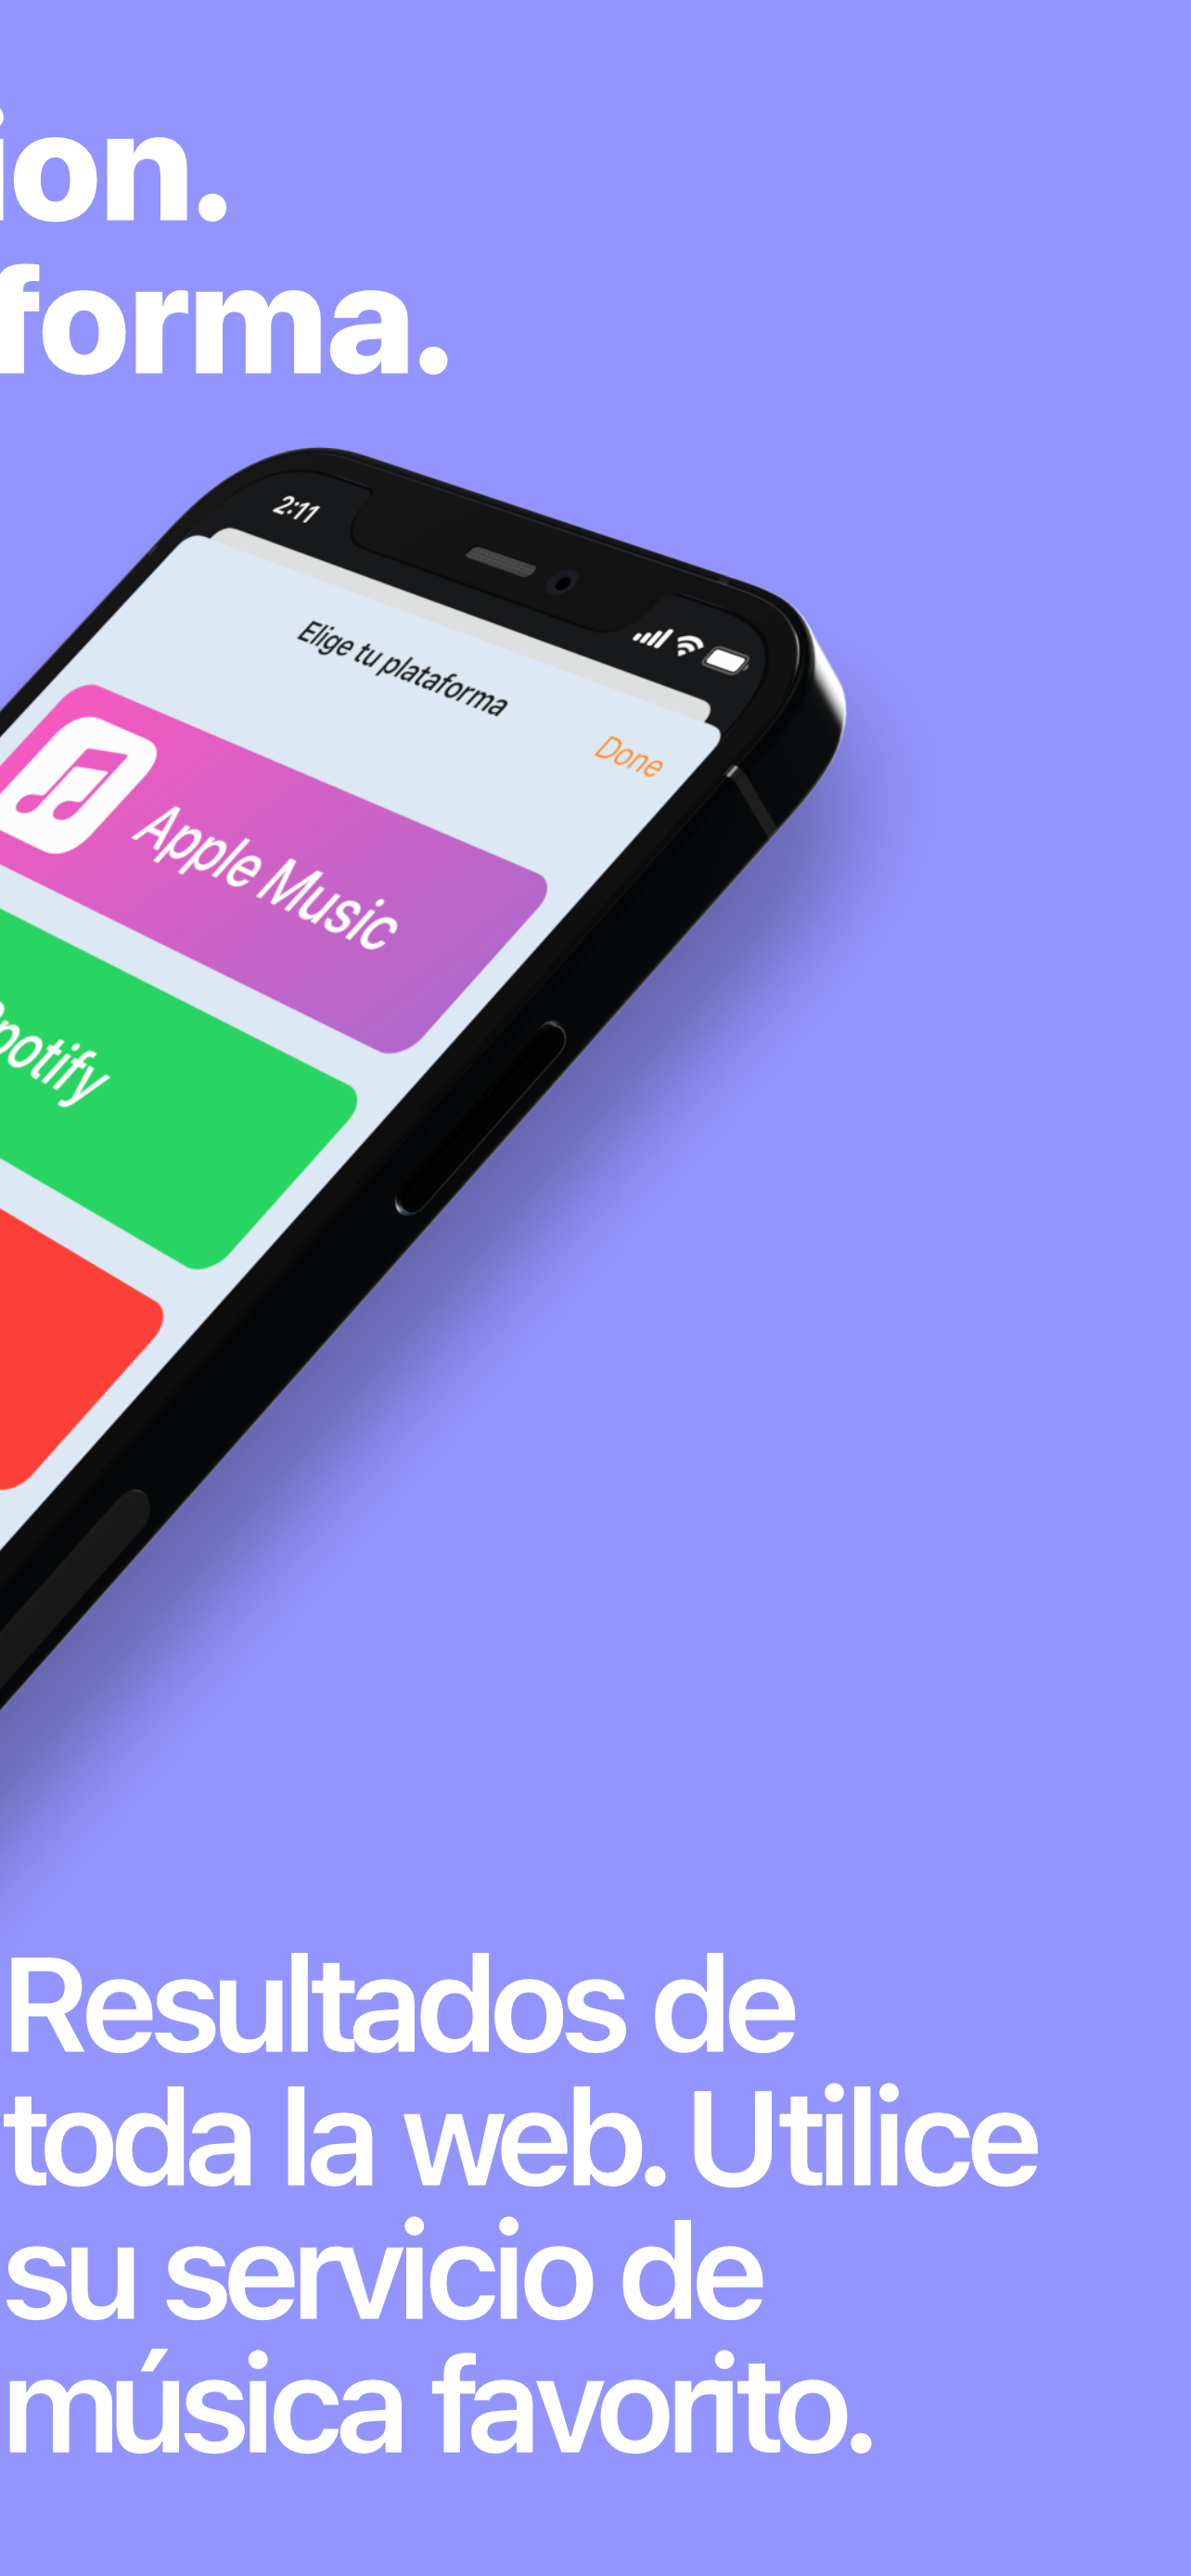 ion.
forma.
2:11
Elige tu plataforma
Done
Apple Music
potify
Resultados de
toda la web. Utilice
su servicio de
música favorito.